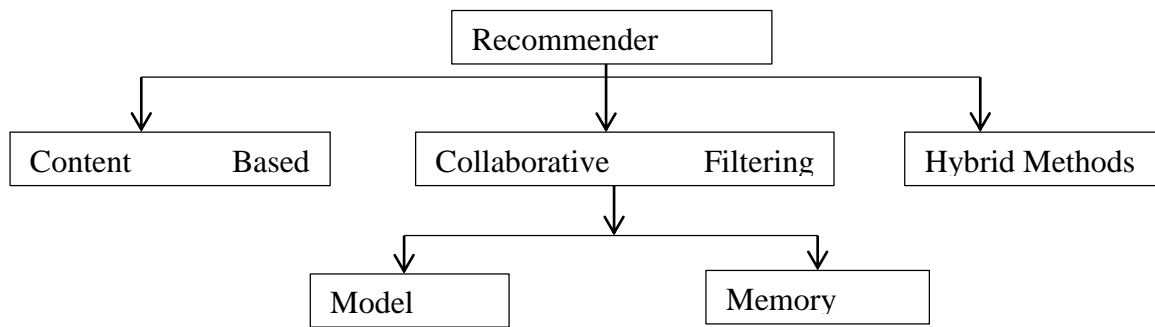 Recommender
Content Based
Collaborative Filtering
Hybrid Methods
Model
Memory